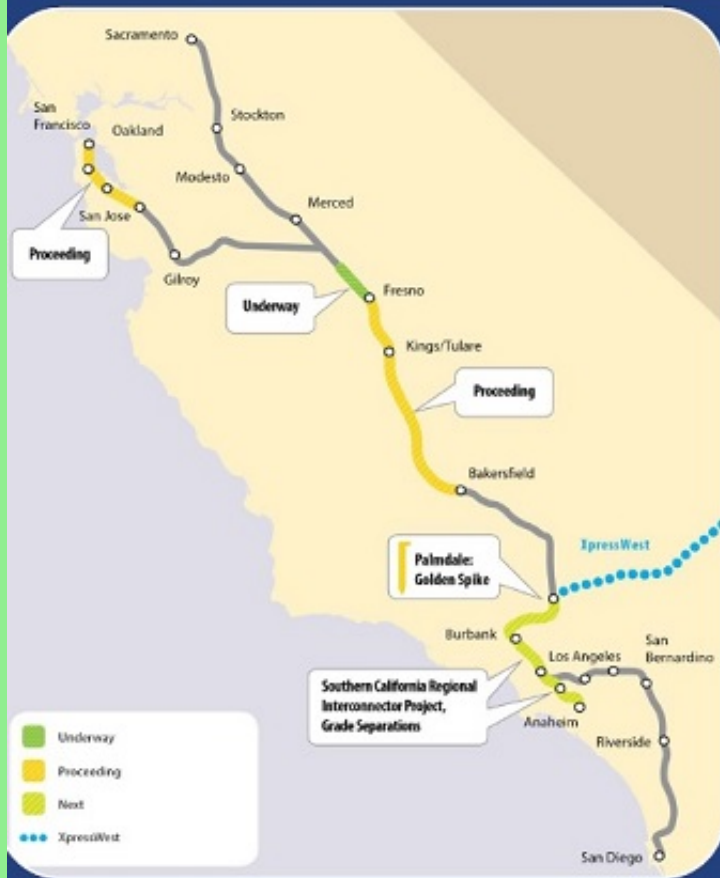 Sacramento
Stockton
San
Francisco
Oakland
Modesto
Merced
San Jose
Proceeding
Gilroy
Underway
Fresno
Kings/Tulare
Proceeding
Bakersfield
XpressWest
Palmdale:
Golden Spike
Burbank
Los Angeles
San
Bernardino
Southern California Regional
Interconnector Project,
Grade Separations
Anaheim
Riverside
San Diego
Underway
Proceeding
Next
XpressWest